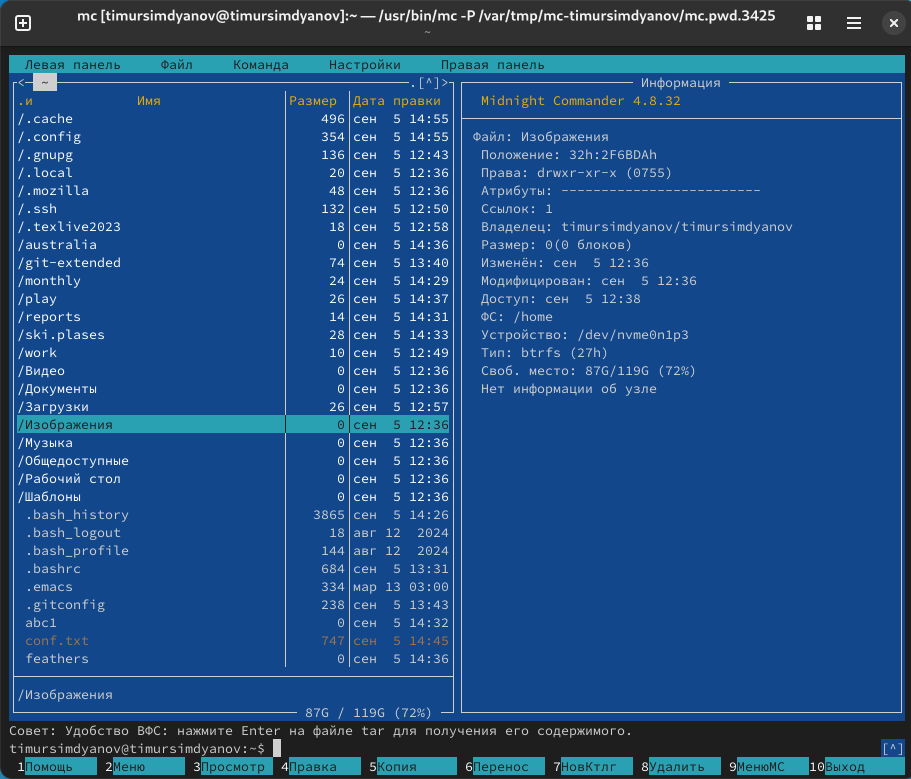 mc [timursimdyanov@timursimdyanov]:~ — /usr/bin/mc -P /var/tmp/mc-timursimdyanov/mc.pwd.3425
~
Левая панель Файл Команда Настройки Правая панель
<─ ~ .[^]>
.и Имя Размер Дата правки
/.cache 496 сен 5 14:55
/.config 354 сен 5 14:55
/.gnupg 136 сен 5 12:43
/.local 20 сен 5 12:36
/.mozilla 48 сен 5 12:36
/.ssh 132 сен 5 12:50
/.texlive2023 18 сен 5 12:58
/australia 0 сен 5 14:36
/git-extended 74 сен 5 13:40
/monthly 24 сен 5 14:29
/play 26 сен 5 14:37
/reports 14 сен 5 14:31
/ski.plases 28 сен 5 14:33
/work 10 сен 5 12:49
/Видео 0 сен 5 12:36
/Документы 0 сен 5 12:36
/Загрузки 26 сен 5 12:57
/Изображения 0 сен 5 12:36
/Музыка 0 сен 5 12:36
/Общедоступные 0 сен 5 12:36
/Рабочий стол 0 сен 5 12:36
/Шаблоны 0 сен 5 12:36
.bash_history 3865 сен 5 14:26
.bash_logout 18 авг 12 2024
.bash_profile 144 авг 12 2024
.bashrc 684 сен 5 13:31
.emacs 334 мар 13 03:00
.gitconfig 238 сен 5 13:43
abc1 0 сен 5 14:32
conf.txt 747 сен 5 14:45
feathers 0 сен 5 14:36
/Изображения
87G / 119G (72%)
Информация
Midnight Commander 4.8.32
Файл: Изображения
Положение: 32h:2F6BDAh
Права: drwxr-xr-x (0755)
Атрибуты: -------------------------
Ссылок: 1
Владелец: timursimdyanov/timursimdyanov
Размер: 0(0 блоков)
Изменён: сен 5 12:36
Модифицирован: сен 5 12:36
Доступ: сен 5 12:38
ФС: /home
Устройство: /dev/nvme0n1p3
Тип: btrfs (27h)
Своб. место: 87G/119G (72%)
Нет информации об узле
Совет: Удобство ВФС: нажмите Enter на файле tar для получения его содержимого.
timursimdyanov@timursimdyanov:~$ [^]
1Помощь 2Меню 3Просмотр 4Правка 5Копия 6Перенос 7НовКтлг 8Удалить 9МенюМС 10Выход